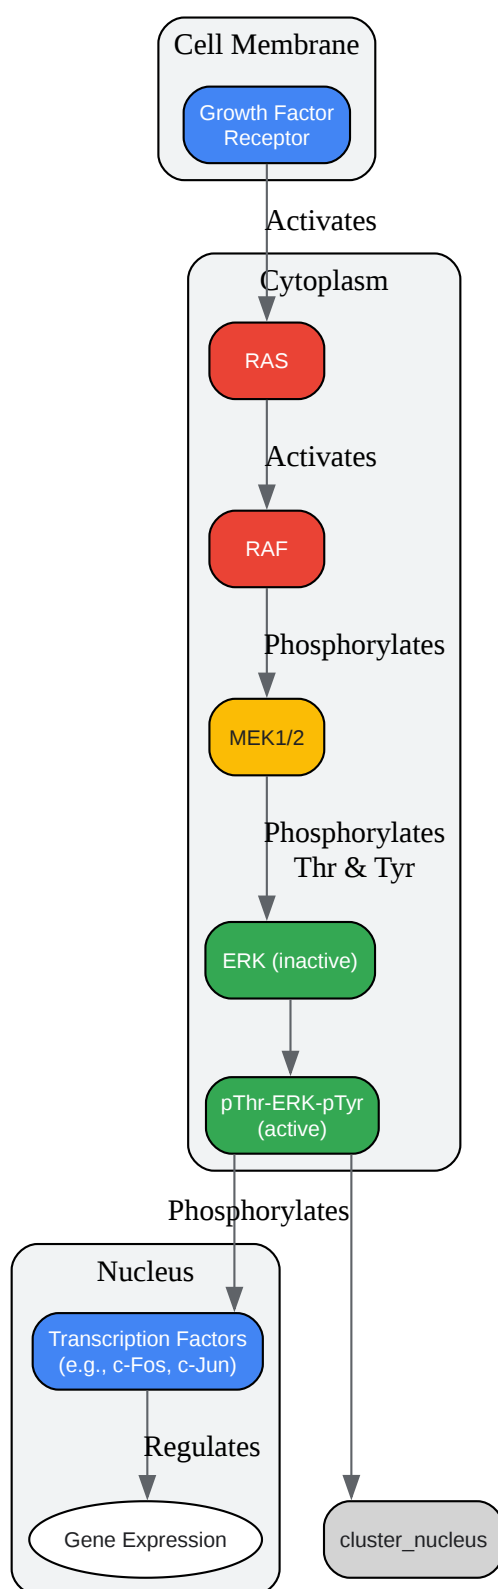 Cell Membrane
Growth Factor
Receptor
Activates
Cytoplasm
RAS
Activates
RAF
Phosphorylates
MEK1/2
Phosphorylates
Thr & Tyr
ERK (inactive)
pThr-ERK-pTyr
(active)
Phosphorylates
Nucleus
Transcription Factors
(e.g., c-Fos, c-Jun)
Regulates
Gene Expression
cluster_nucleus